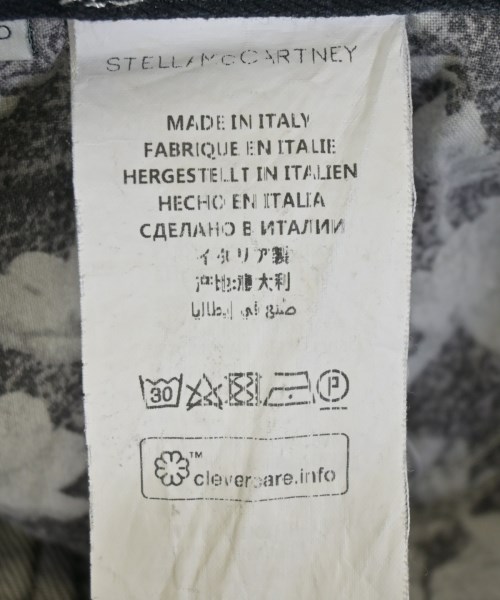 STELLA McCARTNEY
MADE IN ITALY
FABRIQUE EN ITALIE
HERGESTELLT IN ITALIEN
HECHO EN ITALIA
СДЕЛАНО В ИТАЛИИ
イタリア製
产地:意大利
صنع في إيطاليا
30 P
™
clevercare.info